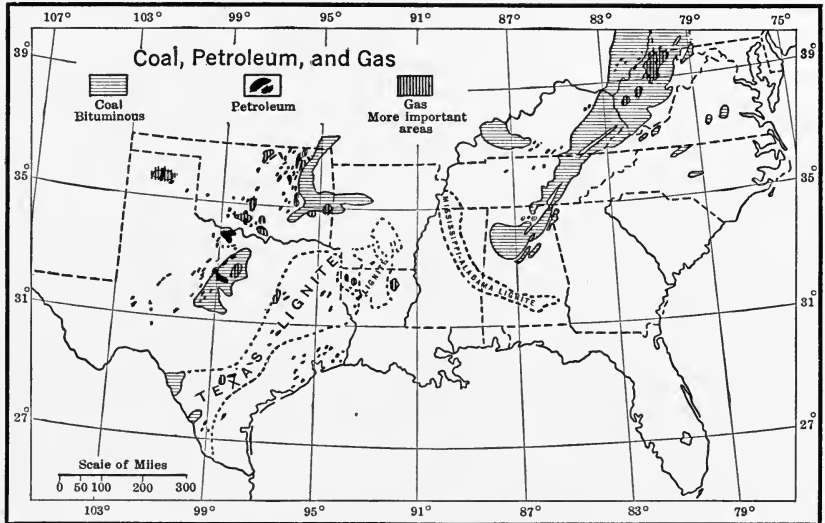 107° 103° 99° 95° 91° 87° 83° 79° 75°
39° 39°
Coal, Petroleum, and Gas
Coal
Bituminous
Petroleum
Gas
More important
areas
35° 35°
31° 31°
27° 27°
TEXAS LIGNITE
LIGNITE
MISSISSIPPI-ALABAMA LIGNITE
Scale of Miles
0 50 100 200 300
103° 99° 95° 91° 87° 83° 79°